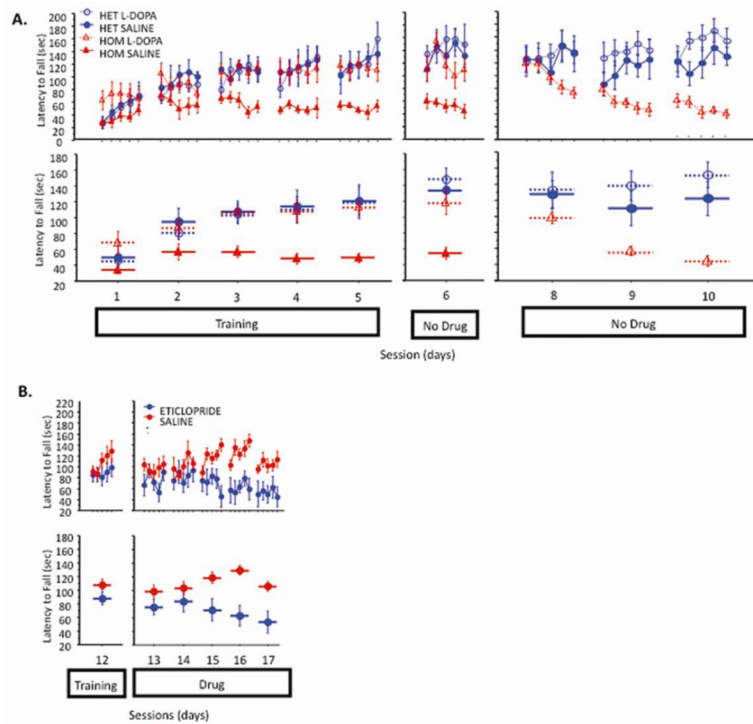 A.
HET L-DOPA
HET SALINE
HOM L-DOPA
HOM SALINE
Latency to Fall (sec)
200
180
160
140
120
100
80
60
40
20
0
Latency to Fall (sec)
180
160
140
120
100
80
60
40
20
1 2 3 4 5 6 8 9 10
Training No Drug No Drug
Session (days)
B.
ETICLOPRIDE
SALINE
Latency to Fall (sec)
220
200
180
160
140
120
100
80
60
40
20
Latency to Fall (sec)
180
160
140
120
100
80
60
40
20
12 13 14 15 16 17
Training Drug
Sessions (days)